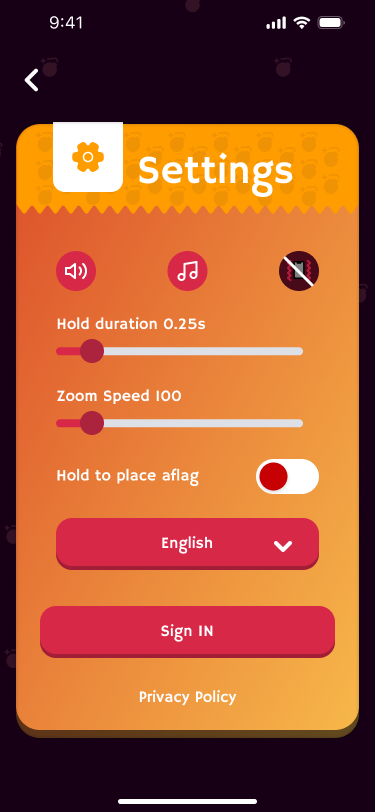 9:41
Settings
Hold duration 0.25s
Zoom Speed 100
Hold to place aflag
English
Sign IN
Privacy Policy